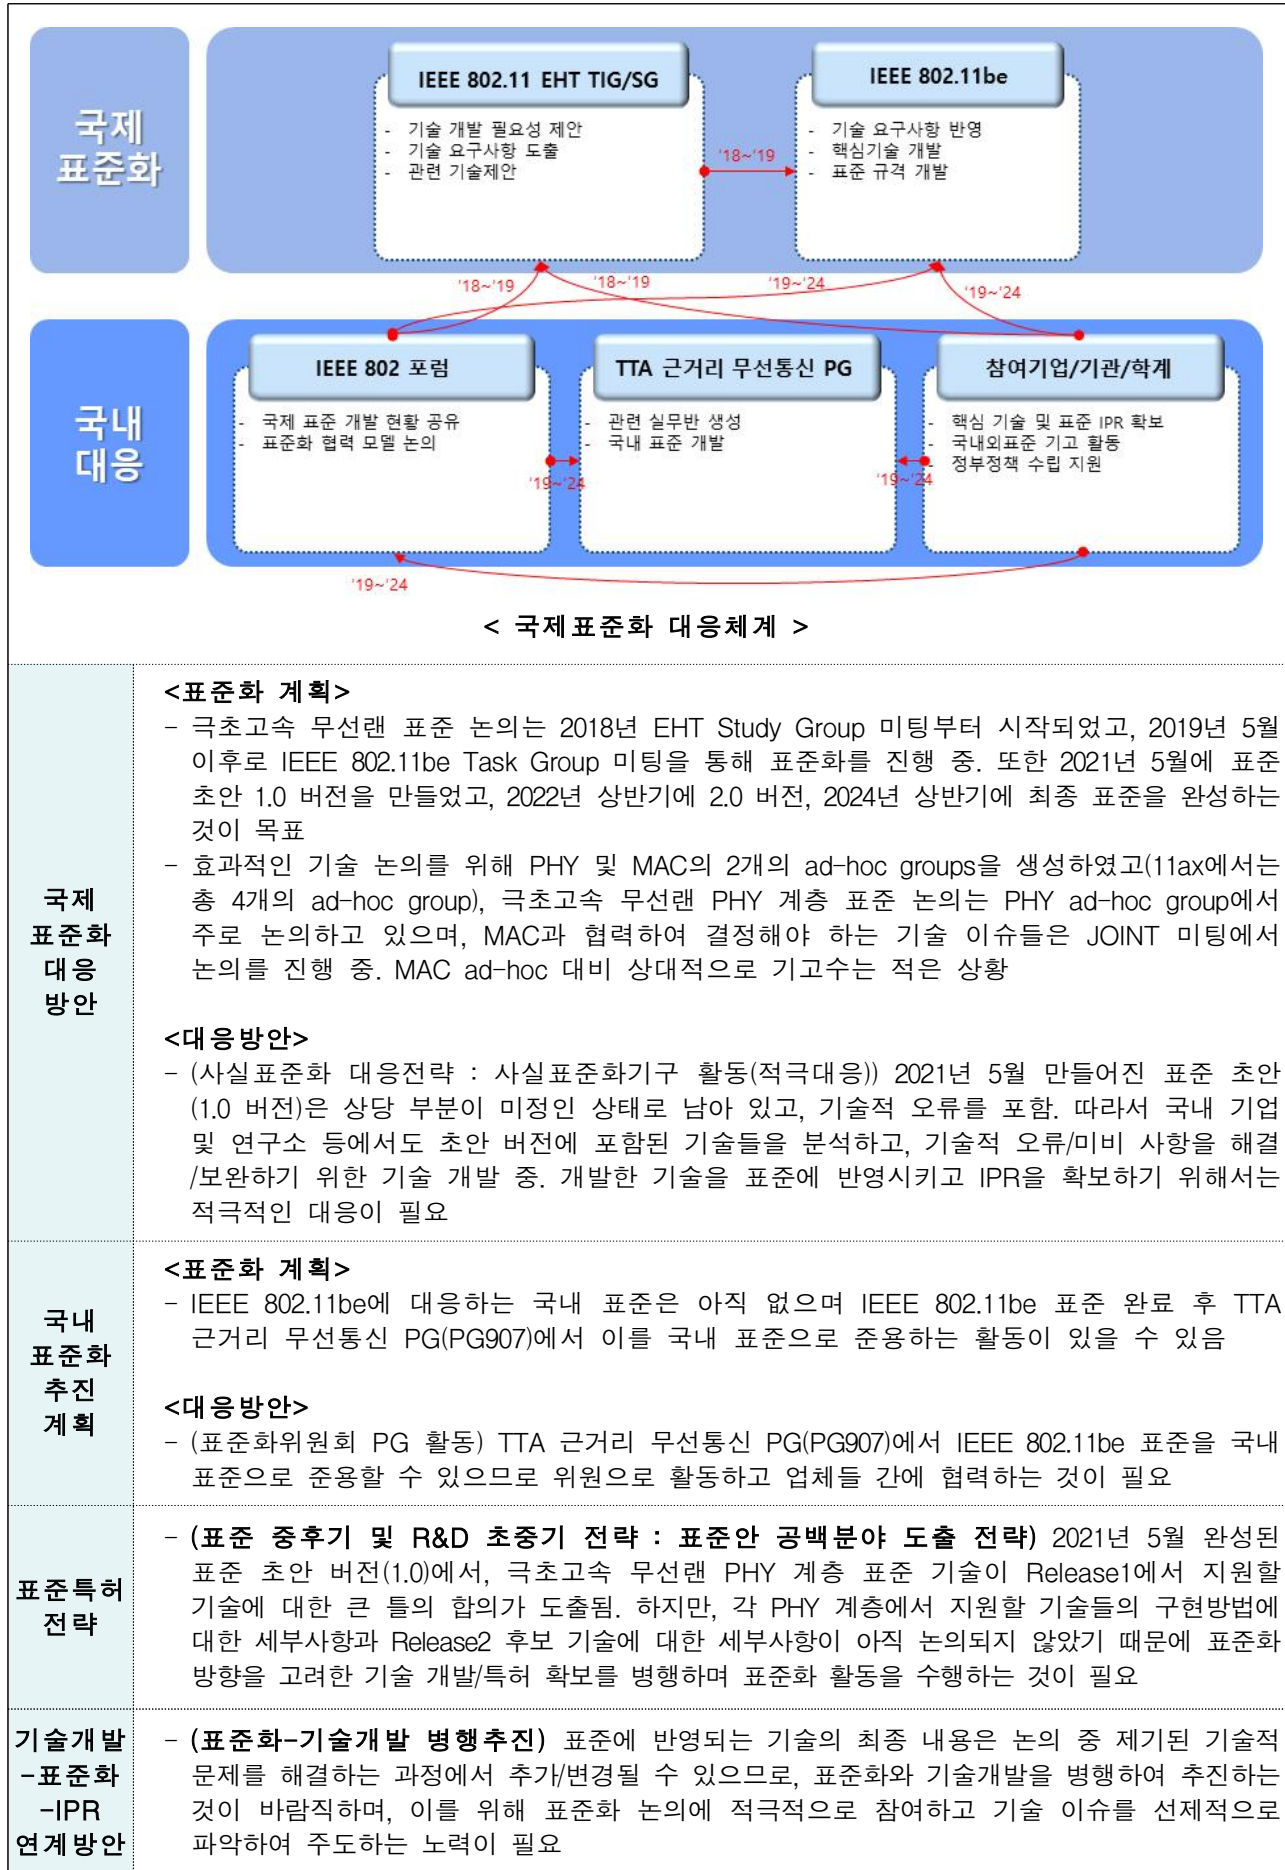 국제
표준화
IEEE 802.11 EHT TIG/SG
- 기술 개발 필요성 제안
- 기술 요구사항 도출
- 관련 기술제안
'18~'19
IEEE 802.11be
- 기술 요구사항 반영
- 핵심기술 개발
- 표준 규격 개발
'18~'19
'18~'19
'19~'24
'19~'24
국내
대응
IEEE 802 포럼
- 국제 표준 개발 현황 공유
- 표준화 협력 모델 논의
'19~'24
TTA 근거리 무선통신 PG
- 관련 실무반 생성
- 국내 표준 개발
'19~'24
참여기업/기관/학계
- 핵심 기술 및 표준 IPR 확보
- 국내외표준 기고 활동
- 정부정책 수립 지원
'19~'24
< 국제표준화 대응체계 >
국제
표준화
대응
방안
<표준화 계획>
- 극초고속 무선랜 표준 논의는 2018년 EHT Study Group 미팅부터 시작되었고, 2019년 5월
이후로 IEEE 802.11be Task Group 미팅을 통해 표준화를 진행 중. 또한 2021년 5월에 표준
초안 1.0 버전을 만들었고, 2022년 상반기에 2.0 버전, 2024년 상반기에 최종 표준을 완성하는
것이 목표
- 효과적인 기술 논의를 위해 PHY 및 MAC의 2개의 ad-hoc groups을 생성하였고(11ax에서는
총 4개의 ad-hoc group), 극초고속 무선랜 PHY 계층 표준 논의는 PHY ad-hoc group에서
주로 논의하고 있으며, MAC과 협력하여 결정해야 하는 기술 이슈들은 JOINT 미팅에서
논의를 진행 중. MAC ad-hoc 대비 상대적으로 기고수는 적은 상황
<대응방안>
- (사실표준화 대응전략 : 사실표준화기구 활동(적극대응)) 2021년 5월 만들어진 표준 초안
(1.0 버전)은 상당 부분이 미정인 상태로 남아 있고, 기술적 오류를 포함. 따라서 국내 기업
및 연구소 등에서도 초안 버전에 포함된 기술들을 분석하고, 기술적 오류/미비 사항을 해결
/보완하기 위한 기술 개발 중. 개발한 기술을 표준에 반영시키고 IPR을 확보하기 위해서는
적극적인 대응이 필요
국내
표준화
추진
계획
<표준화 계획>
- IEEE 802.11be에 대응하는 국내 표준은 아직 없으며 IEEE 802.11be 표준 완료 후 TTA
근거리 무선통신 PG(PG907)에서 이를 국내 표준으로 준용하는 활동이 있을 수 있음
<대응방안>
- (표준화위원회 PG 활동) TTA 근거리 무선통신 PG(PG907)에서 IEEE 802.11be 표준을 국내
표준으로 준용할 수 있으므로 위원으로 활동하고 업체들 간에 협력하는 것이 필요
표준특허
전략
- (표준 중후기 및 R&D 초중기 전략 : 표준안 공백분야 도출 전략) 2021년 5월 완성된
표준 초안 버전(1.0)에서, 극초고속 무선랜 PHY 계층 표준 기술이 Release1에서 지원할
기술에 대한 큰 틀의 합의가 도출됨. 하지만, 각 PHY 계층에서 지원할 기술들의 구현방법에
대한 세부사항과 Release2 후보 기술에 대한 세부사항이 아직 논의되지 않았기 때문에 표준화
방향을 고려한 기술 개발/특허 확보를 병행하며 표준화 활동을 수행하는 것이 필요
기술개발
-표준화
-IPR
연계방안
- (표준화-기술개발 병행추진) 표준에 반영되는 기술의 최종 내용은 논의 중 제기된 기술적
문제를 해결하는 과정에서 추가/변경될 수 있으므로, 표준화와 기술개발을 병행하여 추진하는
것이 바람직하며, 이를 위해 표준화 논의에 적극적으로 참여하고 기술 이슈를 선제적으로
파악하여 주도하는 노력이 필요